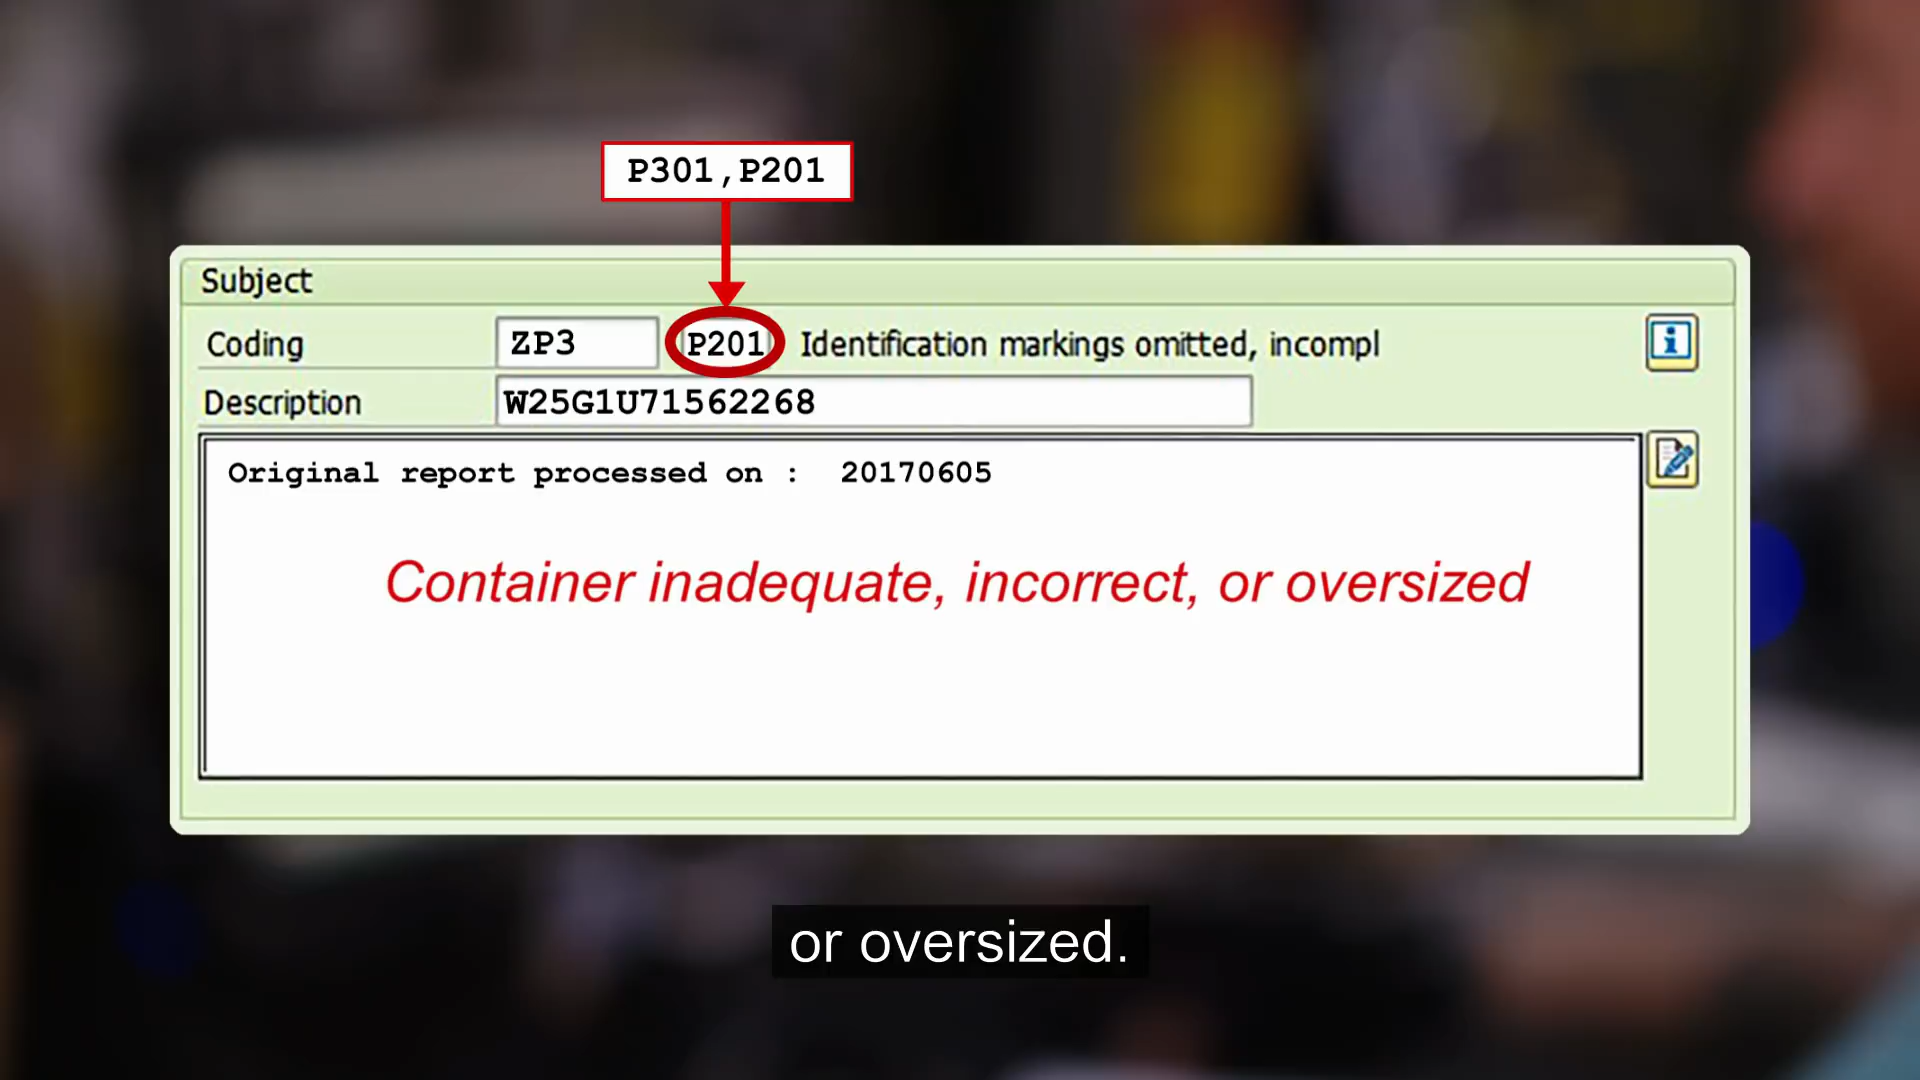 P301,P201
Subject
Coding ZP3 P201 Identification markings omitted, incompl
Description W25G1U71562268
Original report processed on : 20170605
Container inadequate, incorrect, or oversized
or oversized.